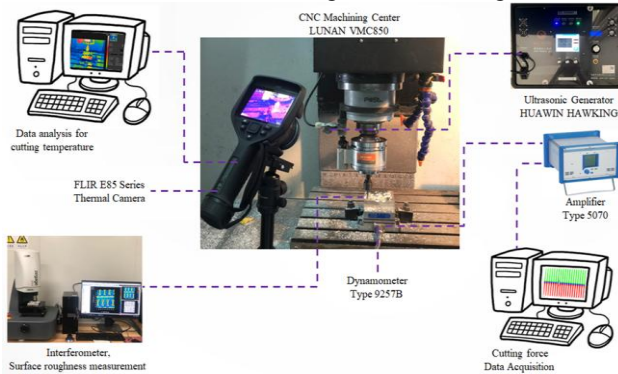 CNC Machining Center
LUNAN VMC850
Ultrasonic Generator
HUAWIN HAWKING
Data analysis for
cutting temperature
FLIR E85 Series
Thermal Camera
Amplifier
Type 5070
Dynamometer
Type 9257B
Interferometer,
Surface roughness measurement
Cutting force
Data Acquisition